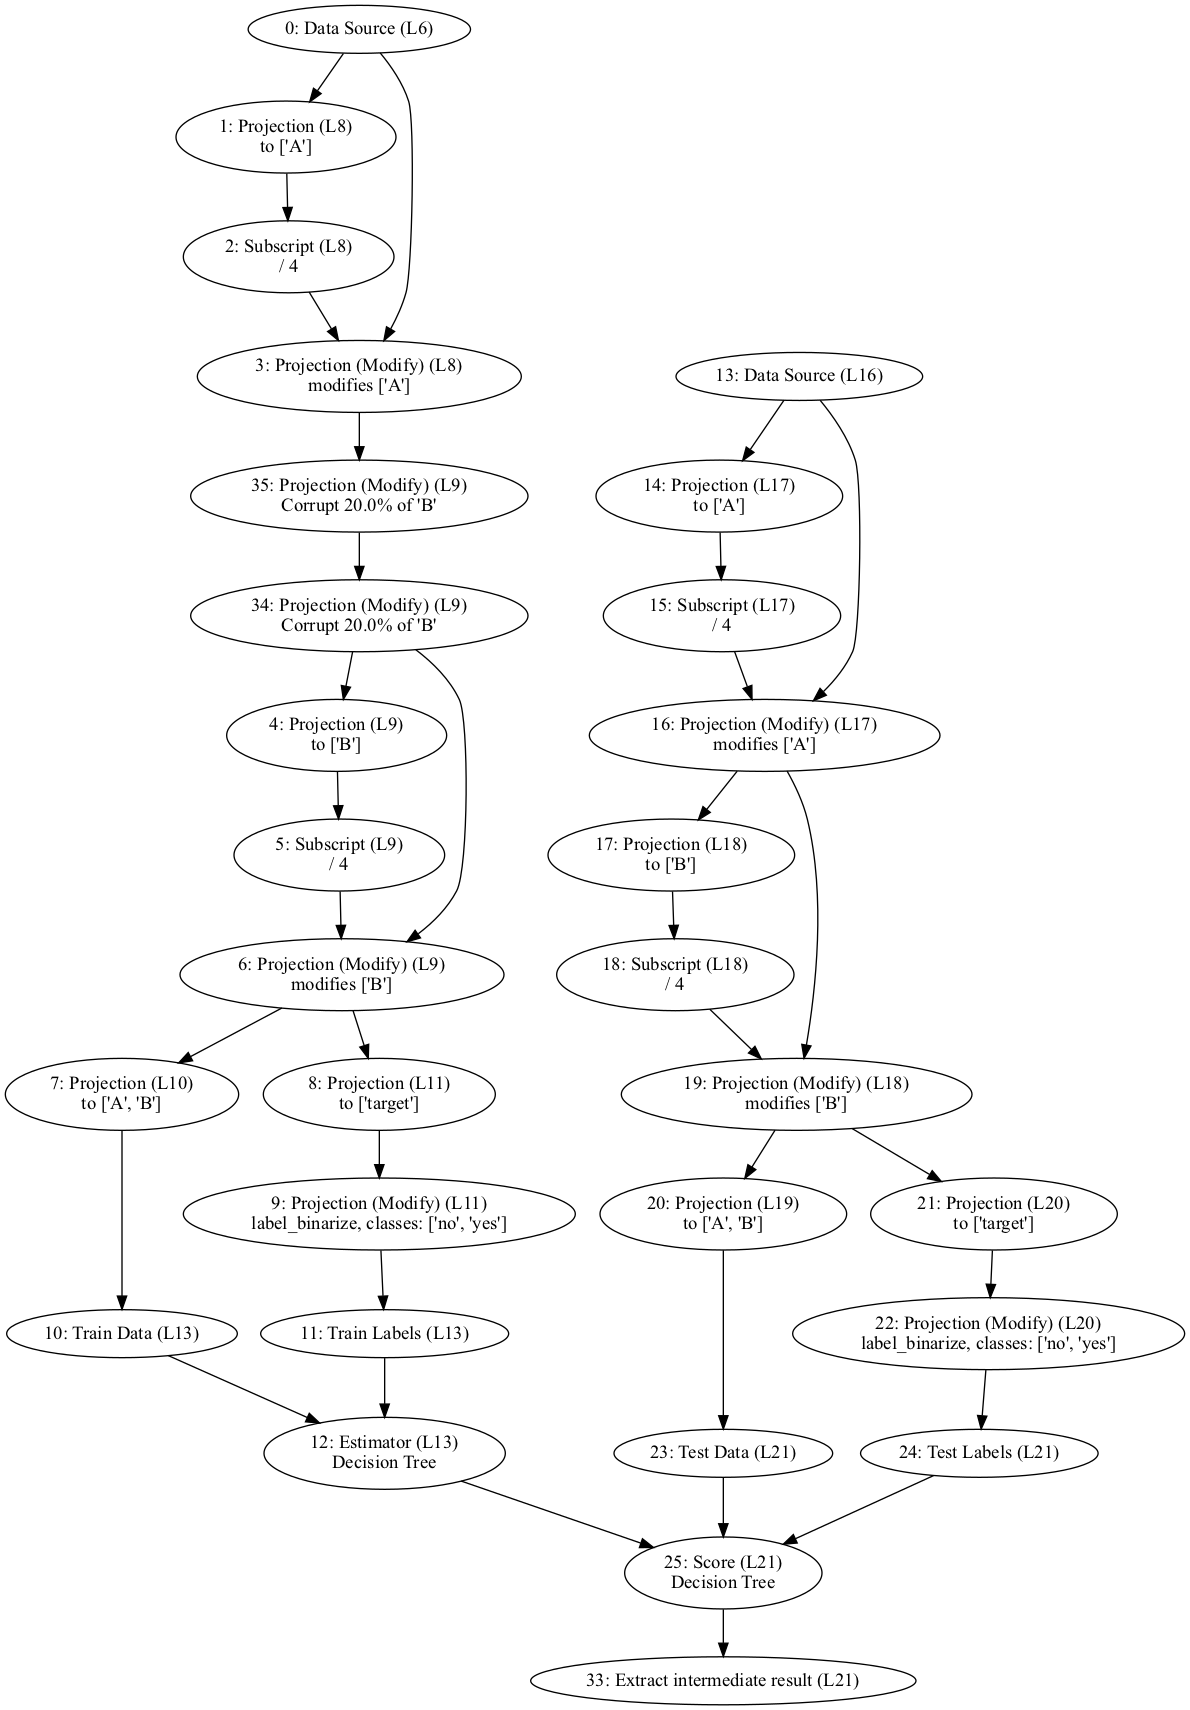 0: Data Source (L6)
1: Projection (L8)
to ['A']
2: Subscript (L8)
/ 4
3: Projection (Modify) (L8)
modifies ['A']
13: Data Source (L16)
35: Projection (Modify) (L9)
Corrupt 20.0% of 'B'
14: Projection (L17)
to ['A']
34: Projection (Modify) (L9)
Corrupt 20.0% of 'B'
15: Subscript (L17)
/ 4
4: Projection (L9)
to ['B']
16: Projection (Modify) (L17)
modifies ['A']
5: Subscript (L9)
/ 4
17: Projection (L18)
to ['B']
6: Projection (Modify) (L9)
modifies ['B']
18: Subscript (L18)
/ 4
7: Projection (L10)
to ['A', 'B']
8: Projection (L11)
to ['target']
19: Projection (Modify) (L18)
modifies ['B']
9: Projection (Modify) (L11)
label_binarize, classes: ['no', 'yes']
20: Projection (L19)
to ['A', 'B']
21: Projection (L20)
to ['target']
10: Train Data (L13)
11: Train Labels (L13)
22: Projection (Modify) (L20)
label_binarize, classes: ['no', 'yes']
12: Estimator (L13)
Decision Tree
23: Test Data (L21)
24: Test Labels (L21)
25: Score (L21)
Decision Tree
33: Extract intermediate result (L21)